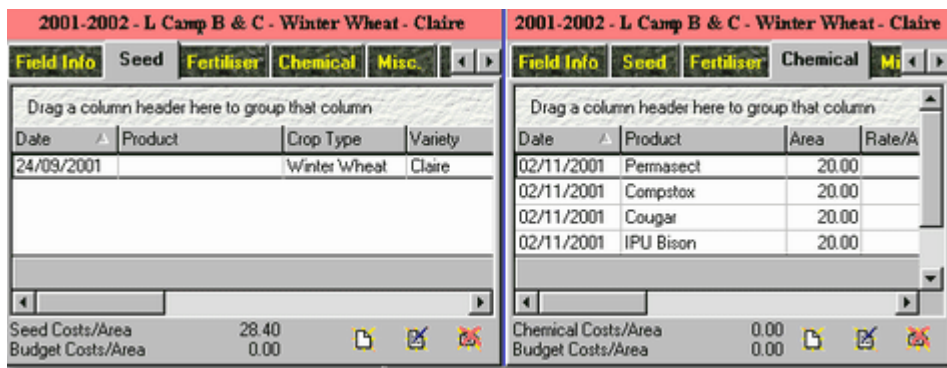 2001-2002 - L Camp B & C - Winter Wheat - Claire
Field Info Seed Fertiliser Chemical Misc.
Drag a column header here to group that column
Date Product Crop Type Variety
24/09/2001 Winter Wheat Claire
Seed Costs/Area 28.40
Budget Costs/Area 0.00
2001-2002 - L Camp B & C - Winter Wheat - Claire
Field Info Seed Fertiliser Chemical Mi
Drag a column header here to group that column
Date Product Area Rate/A
02/11/2001 Permasect 20.00
02/11/2001 Compstox 20.00
02/11/2001 Cougar 20.00
02/11/2001 IPU Bison 20.00
Chemical Costs/Area 0.00
Budget Costs/Area 0.00